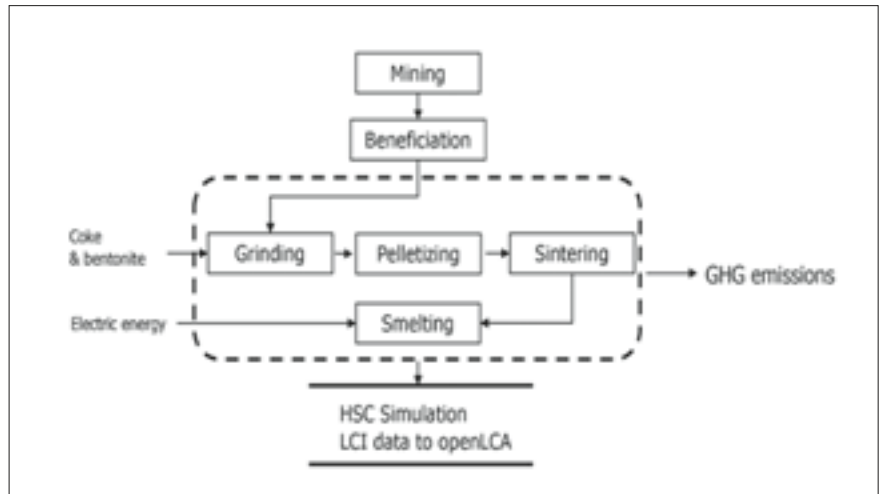 Mining
Beneficiation
Coke
& bentonite
Grinding
Pelletizing
Sintering
GHG emissions
Electric energy
Smelting
HSC Simulation
LCI data to openLCA